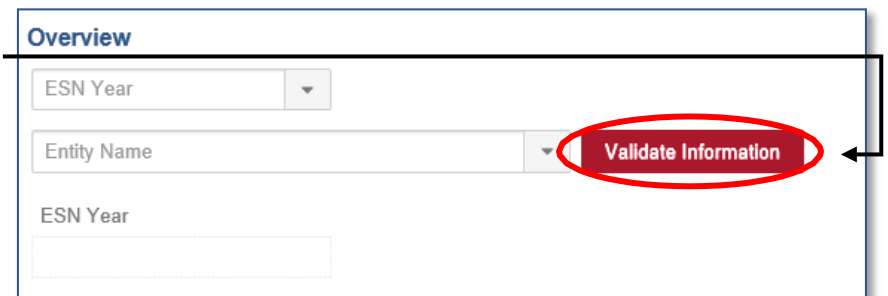 Overview
ESN Year
Entity Name
Validate Information
ESN Year